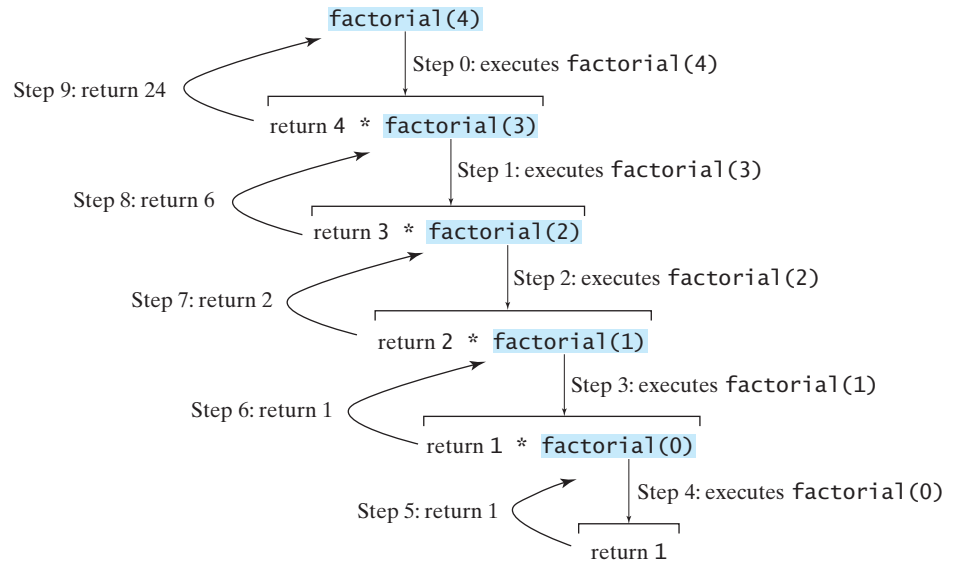 factorial(4)
Step 0: executes factorial(4)
Step 9: return 24
return 4 * factorial(3)
Step 1: executes factorial(3)
Step 8: return 6
return 3 * factorial(2)
Step 2: executes factorial(2)
Step 7: return 2
return 2 * factorial(1)
Step 3: executes factorial(1)
Step 6: return 1
return 1 * factorial(0)
Step 4: executes factorial(0)
Step 5: return 1
return 1